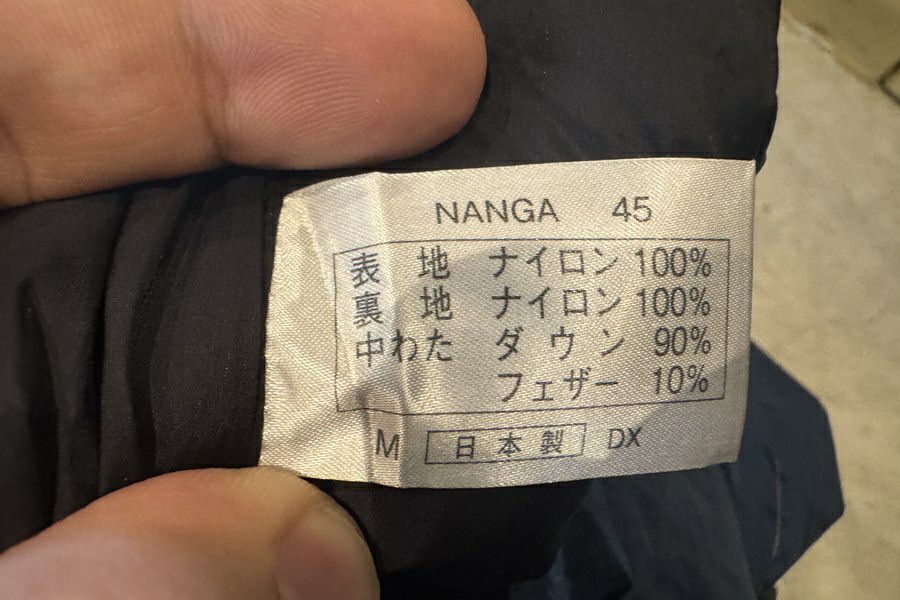 NANGA 45
表 地 ナイロン 100%
裏 地 ナイロン 100%
中わた ダウン 90%
フェザー 10%
M 日本製 DX